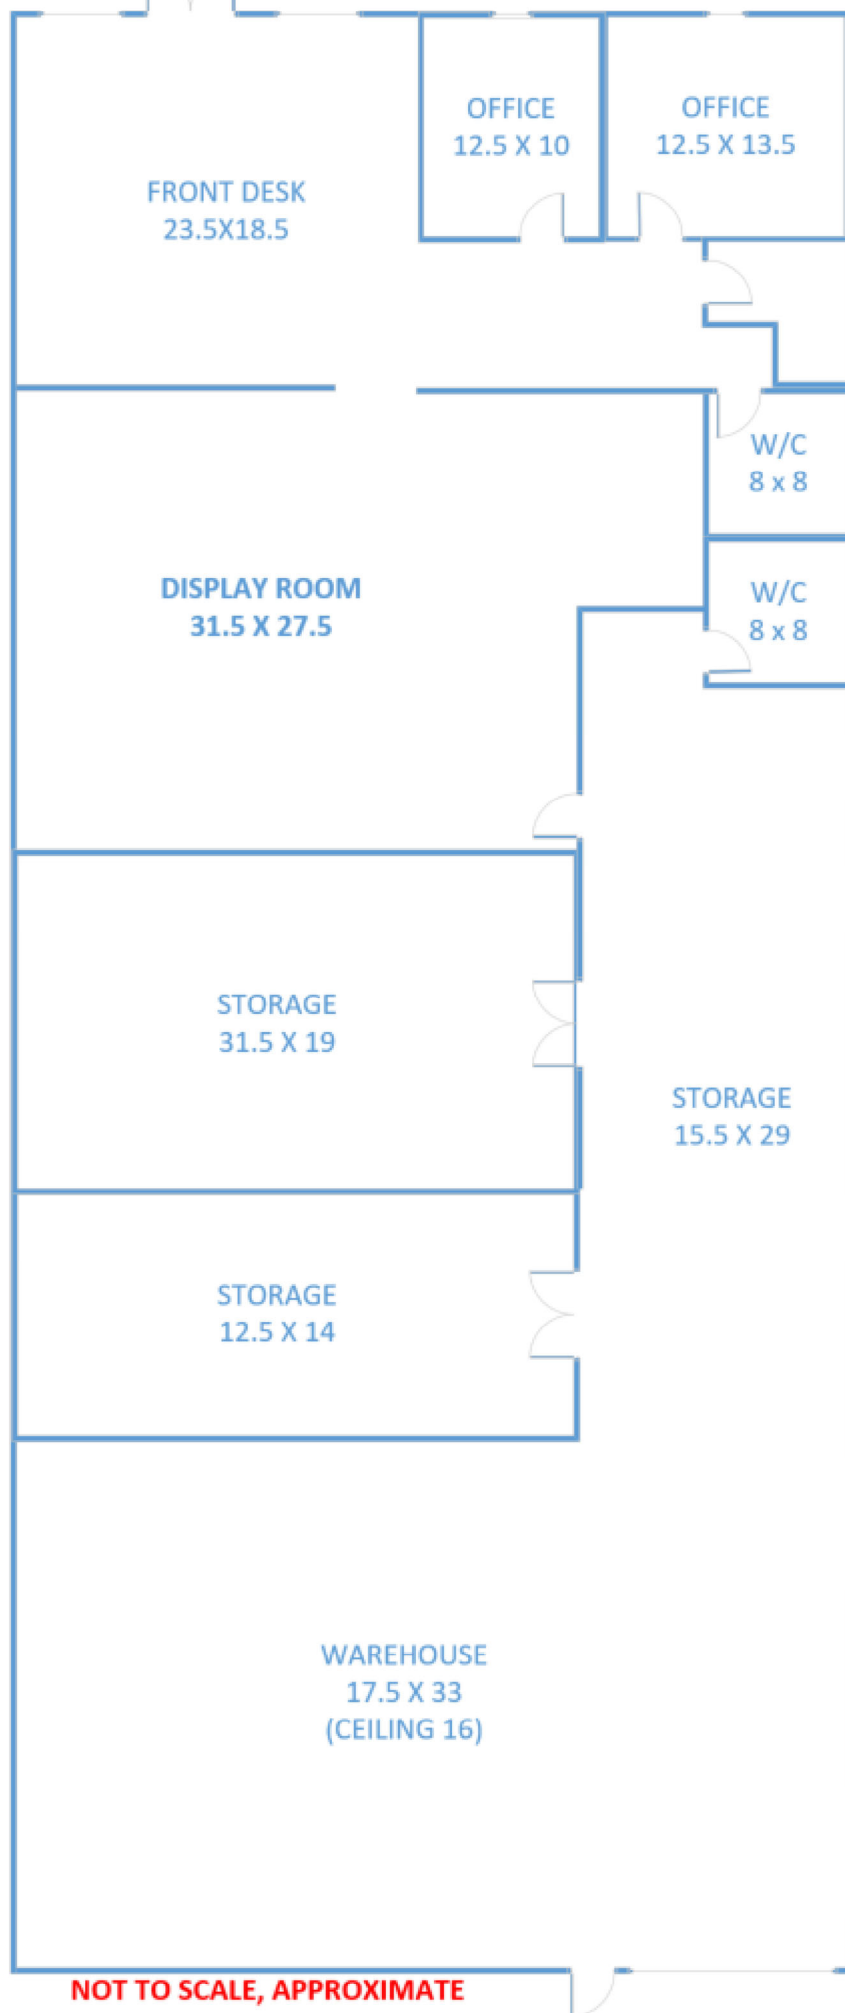 OFFICE
12.5 X 10
OFFICE
12.5 X 13.5
FRONT DESK
23.5X18.5
W/C
8 x 8
DISPLAY ROOM
31.5 X 27.5
W/C
8 x 8
STORAGE
31.5 X 19
STORAGE
15.5 X 29
STORAGE
12.5 X 14
WAREHOUSE
17.5 X 33
(CEILING 16)
NOT TO SCALE, APPROXIMATE